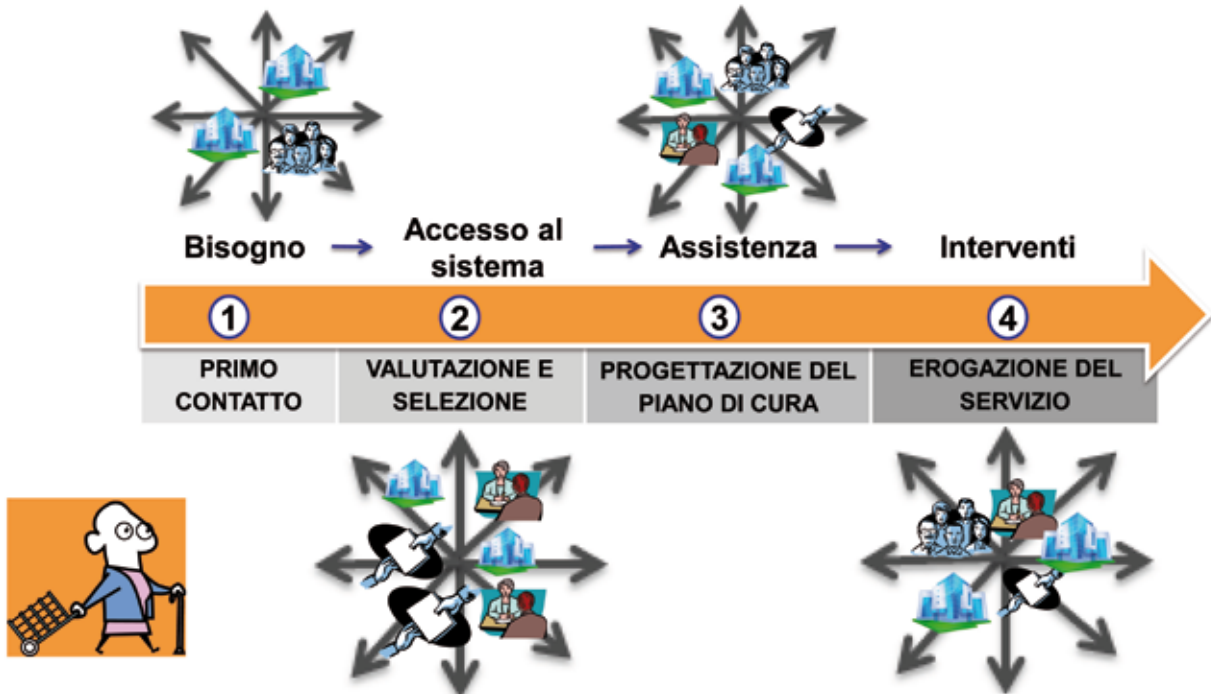 Bisogno
Accesso al
sistema
Assistenza
Interventi
1
2
3
4
PRIMO
CONTATTO
VALUTAZIONE E
SELEZIONE
PROGETTAZIONE DEL
PIANO DI CURA
EROGAZIONE DEL
SERVIZIO